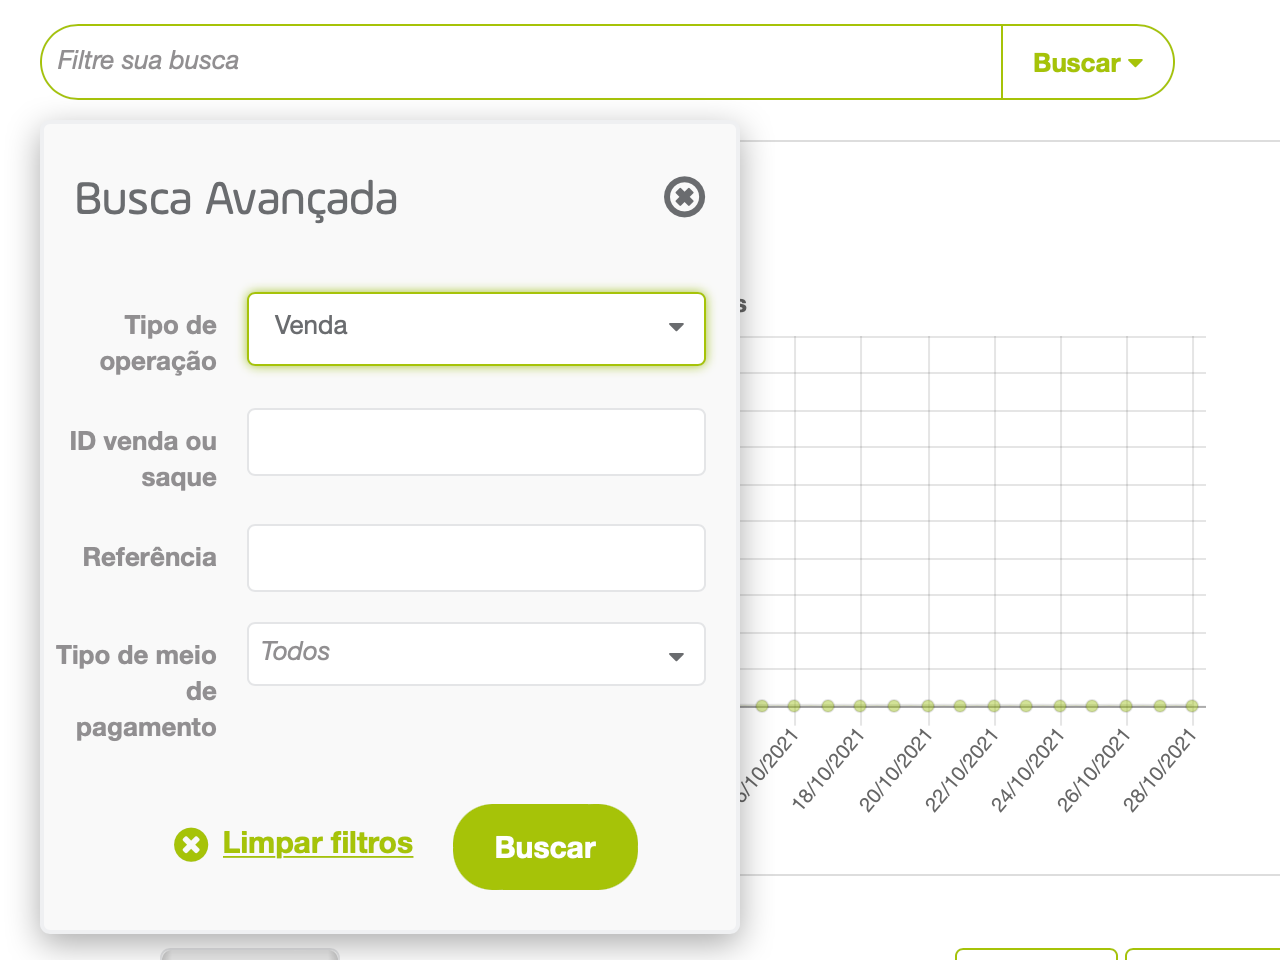 Filtre sua busca
Buscar
Busca Avançada
Tipo de
operação
Venda
ID venda ou
saque
Referência
Tipo de meio
de
pagamento
Todos
Limpar filtros
Buscar
/10/2021
18/10/2021
20/10/2021
22/10/2021
24/10/2021
26/10/2021
28/10/2021